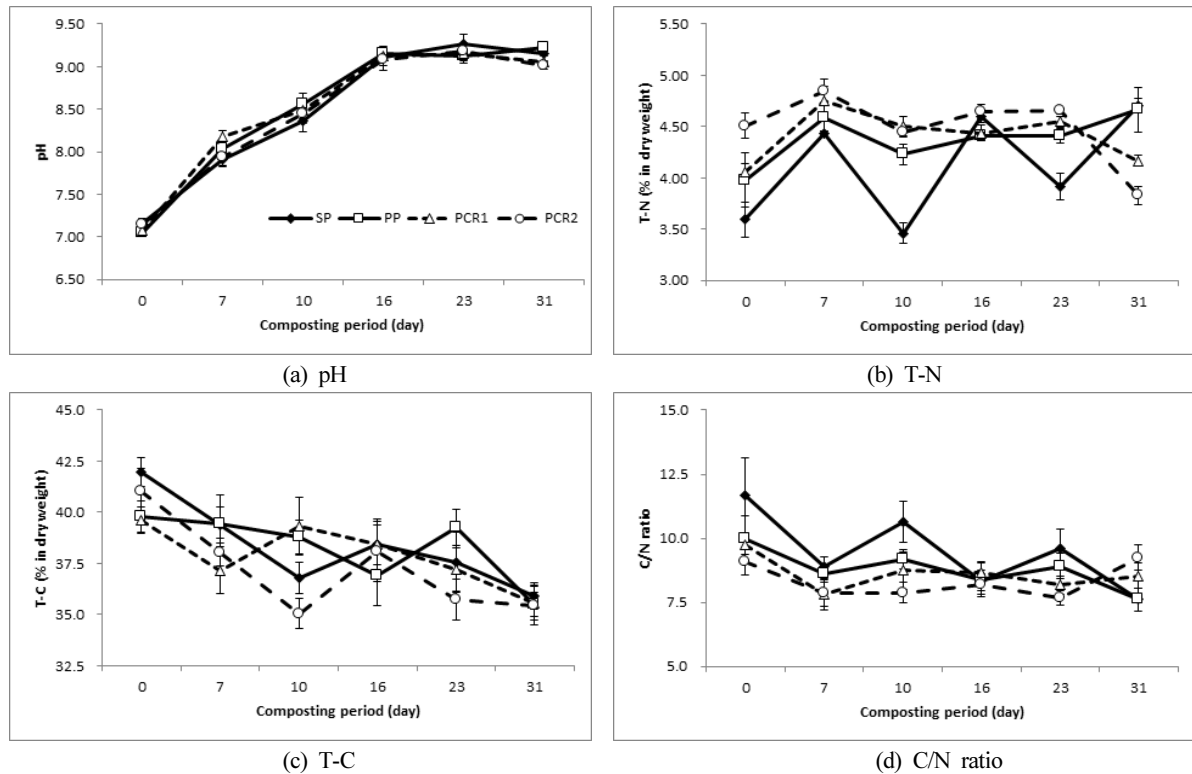 9.50
9.00
8.50
8.00
7.50
7.00
6.50
pH
SP PP PCR1 PCR2
0 7 10 16 23 31
Composting period (day)
(a) pH
5.50
5.00
4.50
4.00
3.50
3.00
T-N (% in dry weight)
0 7 10 16 23 31
Composting period (day)
(b) T-N
45.0
42.5
40.0
37.5
35.0
32.5
T-C (% in dry weight)
0 7 10 16 23 31
Composting period (day)
(c) T-C
15.0
12.5
10.0
7.5
5.0
C/N ratio
0 7 10 16 23 31
Composting period (day)
(d) C/N ratio